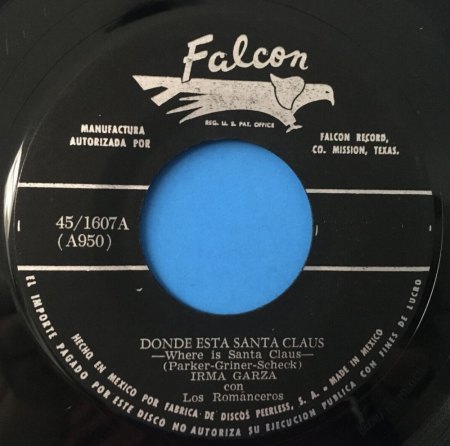 Falcon
REG. U. S. PAT. OFFICE
MANUFACTURA
AUTORIZADA POR
FALCON RECORD,
CO. MISSION, TEXAS.
45/1607A
(A950)
DONDE ESTA SANTA CLAUS
—Where is Santa Claus—
(Parker-Griner-Scheck)
IRMA GARZA
con
Los Romanceros
HECHO EN MEXICO POR FABRICA DE DISCOS PEERLESS, S. A. • MADE IN MEXICO
EL IMPORTE PAGADO POR ESTE DISCO NO AUTORIZA SU EJECUCION PUBLICA CON FINES DE LUCRO